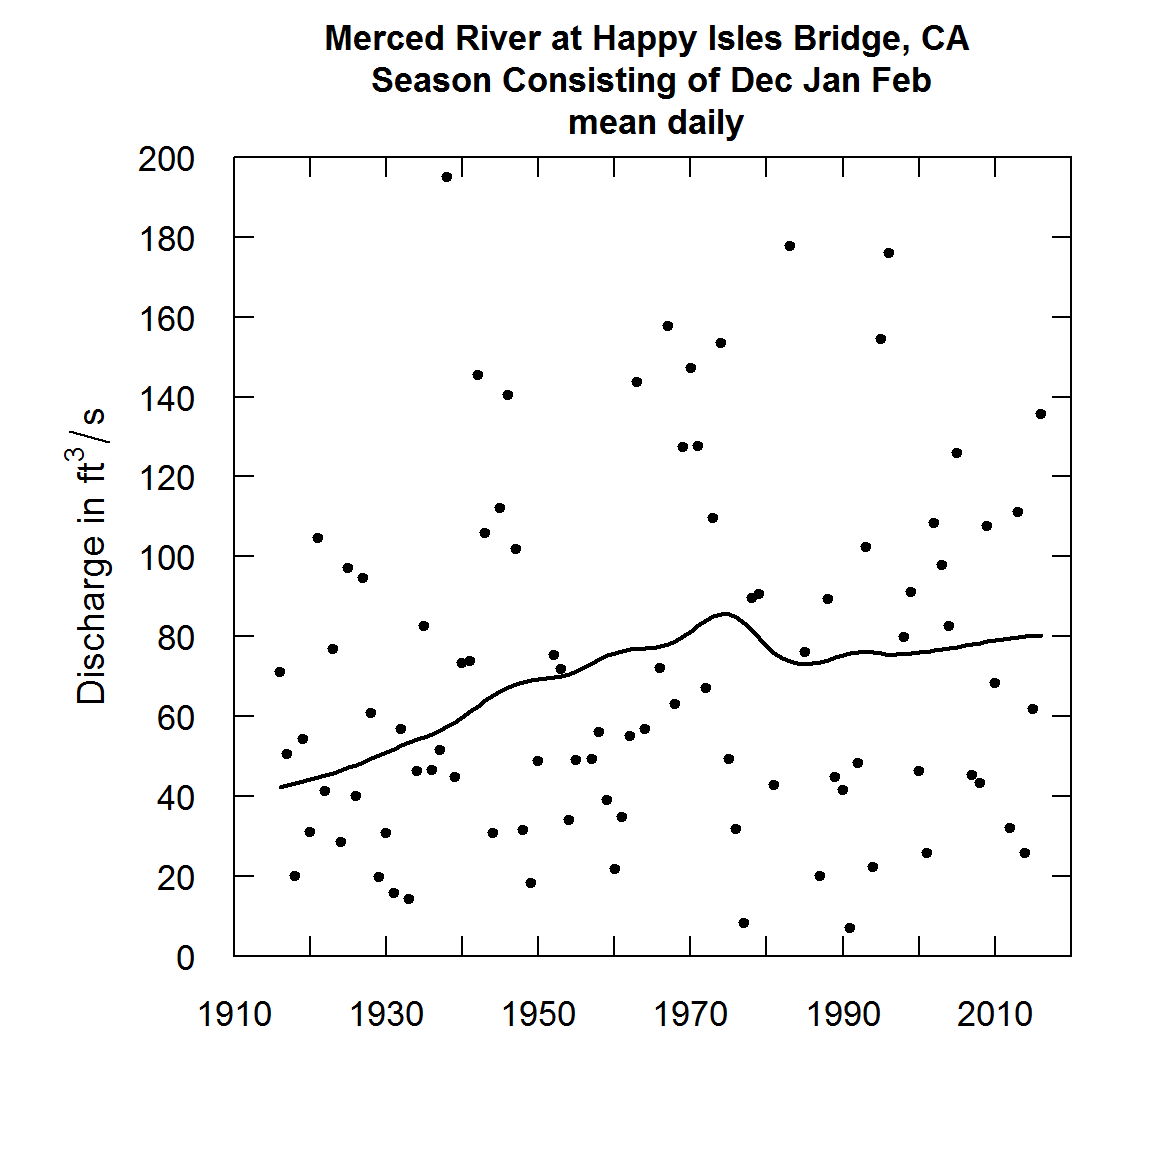 Merced River at Happy Isles Bridge, CA
Season Consisting of Dec Jan Feb
mean daily
Discharge in ft³/s
200
180
160
140
120
100
80
60
40
20
0
1910 1930 1950 1970 1990 2010